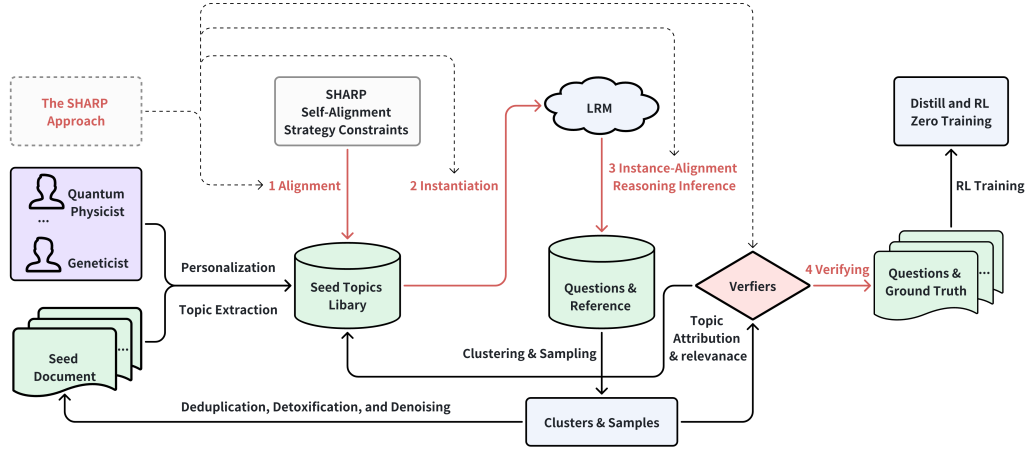 The SHARP
Approach
SHARP
Self-Alignment
Strategy Constraints
LRM
Distill and RL
Zero Training
1 Alignment
2 Instantiation
3 Instance-Alignment
Reasoning Inference
RL Training
Quantum
Physicist
...
Geneticist
Personalization
Topic Extraction
Seed Topics
Libary
Questions &
Reference
Verfiers
4 Verifying
Questions &
Ground Truth
...
Topic
Attribution
& relevanace
Seed
Document
...
Clustering & Sampling
Deduplication, Detoxification, and Denoising
Clusters & Samples